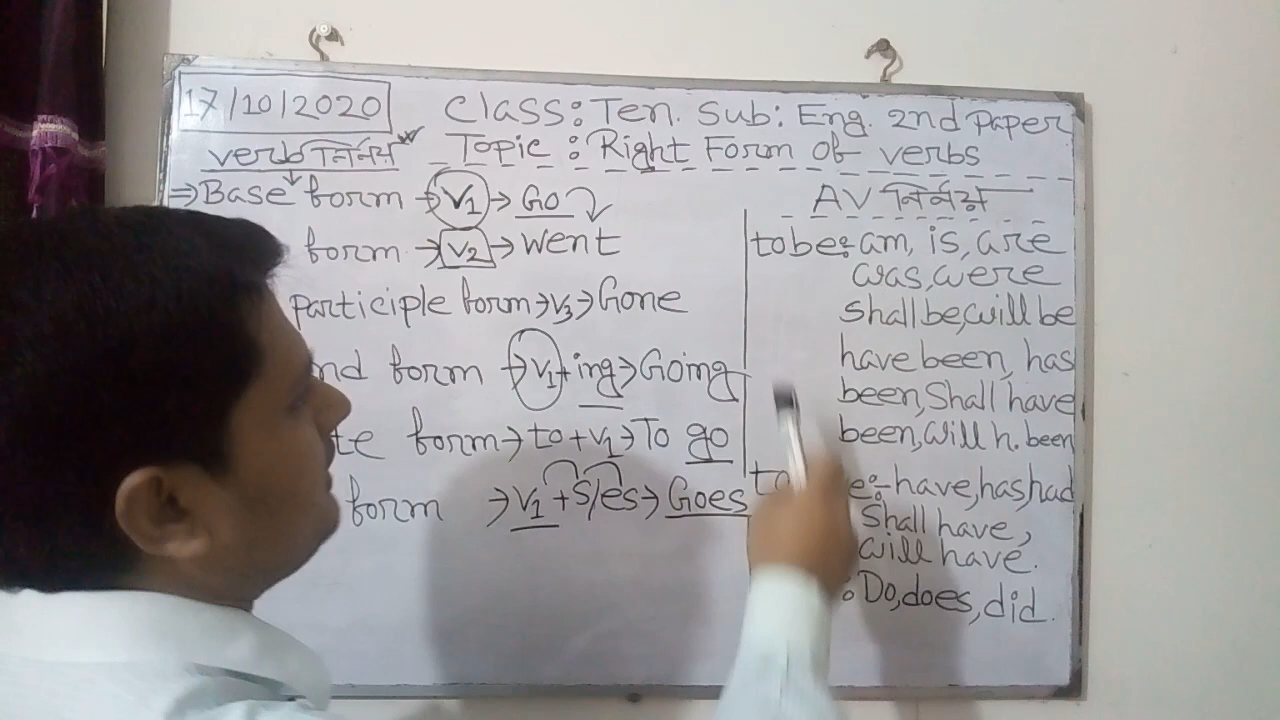 17/10/2020 Class: Ten. Sub: Eng. 2nd Paper
verb নির্নয় Topic: Right Form Of verbs
⇒ Base form → V1 → Go
form → V2 → went
participle form → V3 → Gone
nd form → V1 + ing → Going
te form → to + V1 → To go
form → V1 + s/es → Goes
AV নির্নয়
to be: am, is, are
was, were
shall be, will be
have been, has
been, Shall have
been, will h. been
to e:- have, has, had
Shall have,
will have.
: Do, does, did.